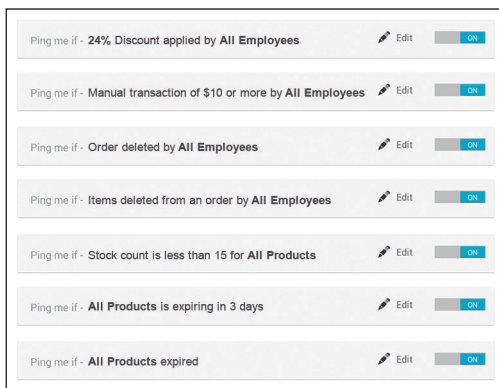 Ping me if - 24% Discount applied by All Employees Edit ON
Ping me if - Manual transaction of $10 or more by All Employees Edit ON
Ping me if - Order deleted by All Employees Edit ON
Ping me if - Items deleted from an order by All Employees Edit ON
Ping me if - Stock count is less than 15 for All Products Edit ON
Ping me if - All Products is expiring in 3 days Edit ON
Ping me if - All Products expired Edit ON